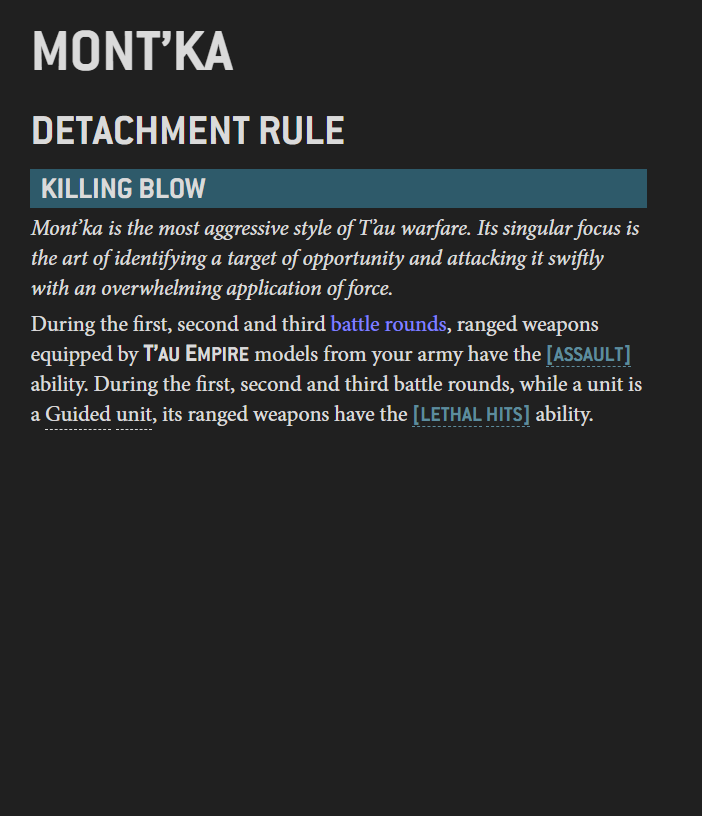 MONT’KA
DETACHMENT RULE
KILLING BLOW
Mont’ka is the most aggressive style of T’au warfare. Its singular focus is
the art of identifying a target of opportunity and attacking it swiftly
with an overwhelming application of force.
During the first, second and third battle rounds, ranged weapons
equipped by T’AU EMPIRE models from your army have the [ASSAULT]
ability. During the first, second and third battle rounds, while a unit is
a Guided unit, its ranged weapons have the [LETHAL HITS] ability.